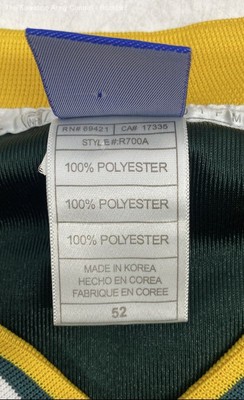 RN# 89421 CA# 17335
STYLE#:R700A
100% POLYESTER
100% POLYESTER
100% POLYESTER
MADE IN KOREA
HECHO EN COREA
FABRIQUE EN COREE
52